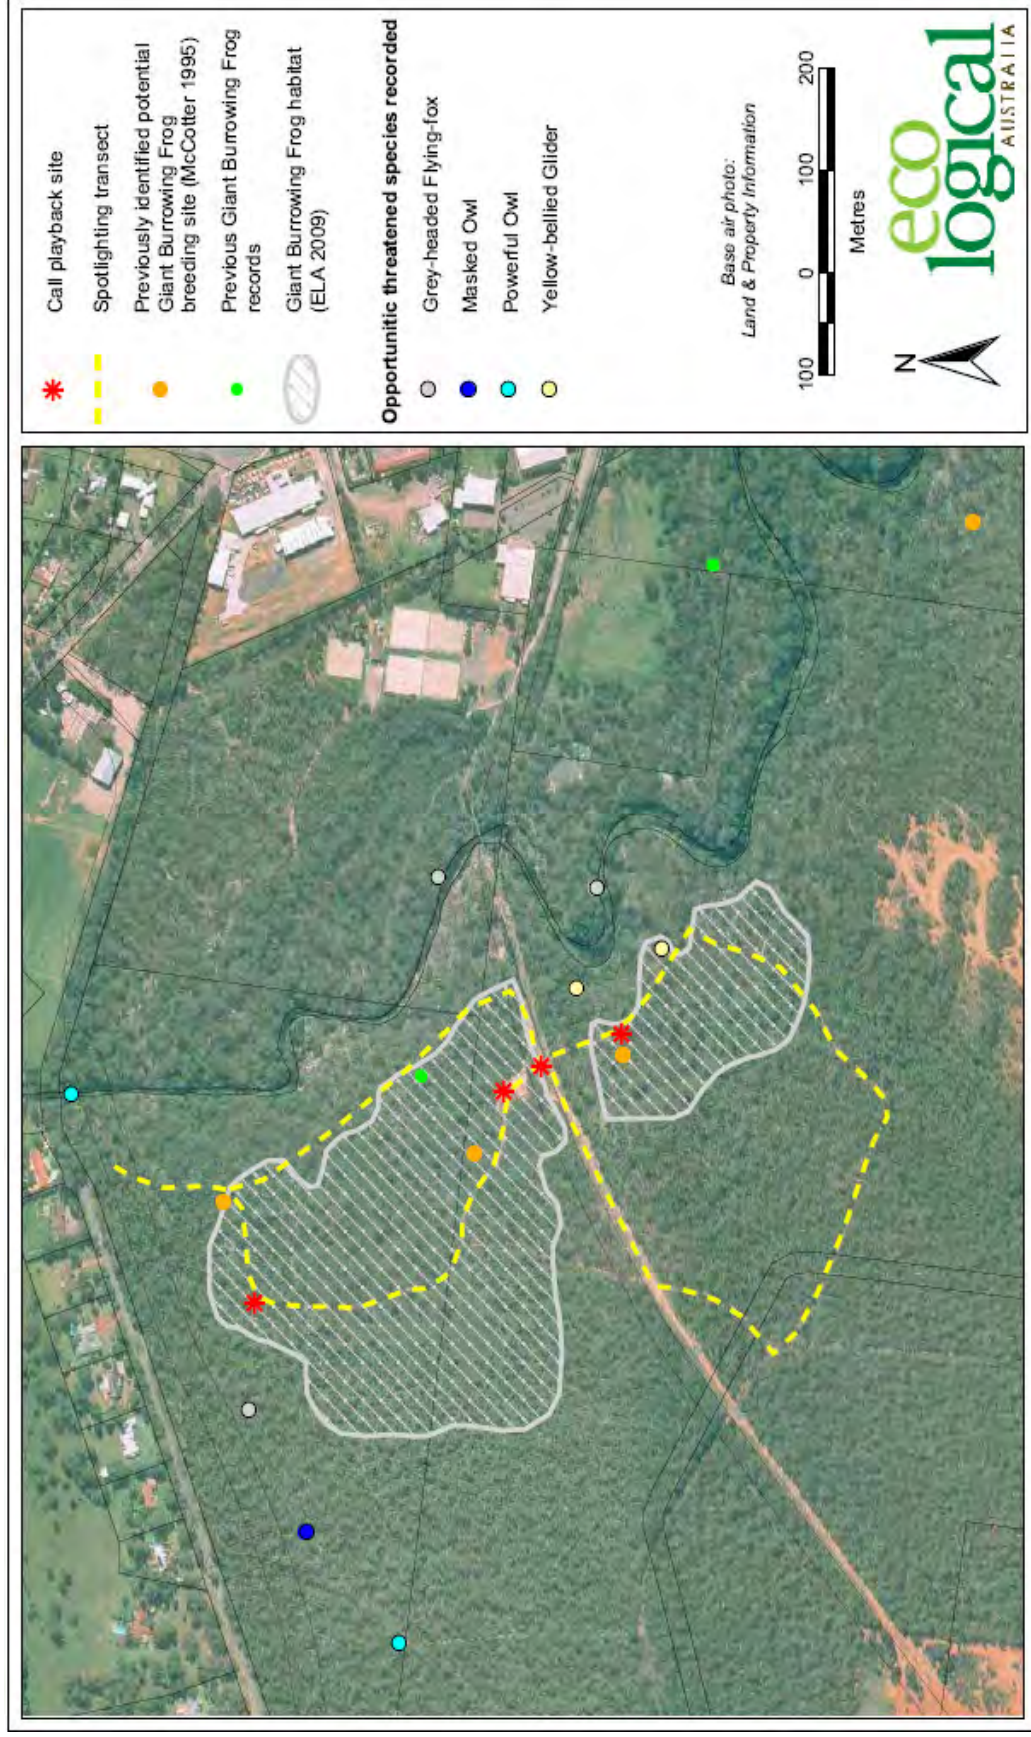 Call playback site
Spotlighting transect
Previously identified potential
Giant Burrowing Frog
breeding site (McCotter 1995)
Previous Giant Burrowing Frog
records
Giant Burrowing Frog habitat
(ELA 2009)
Opportunitic threatened species recorded
Grey-headed Flying-fox
Masked Owl
Powerful Owl
Yellow-bellied Glider
Base air photo:
Land & Property Information
100 0 100 200
Metres
N
eco
logical
AUSTRALIA